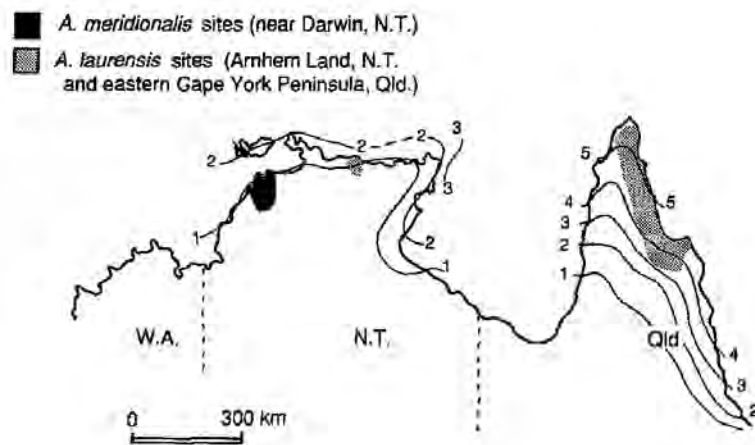 A. meridionalis sites (near Darwin, N.T.)
A. laurensis sites (Arnhem Land, N.T.
and eastern Cape York Peninsula, Qld.)
2
2
2
3
5
3
5
4
3
1
2
2
1
1
W.A.
N.T.
Qld
4
3
2
0
300 km